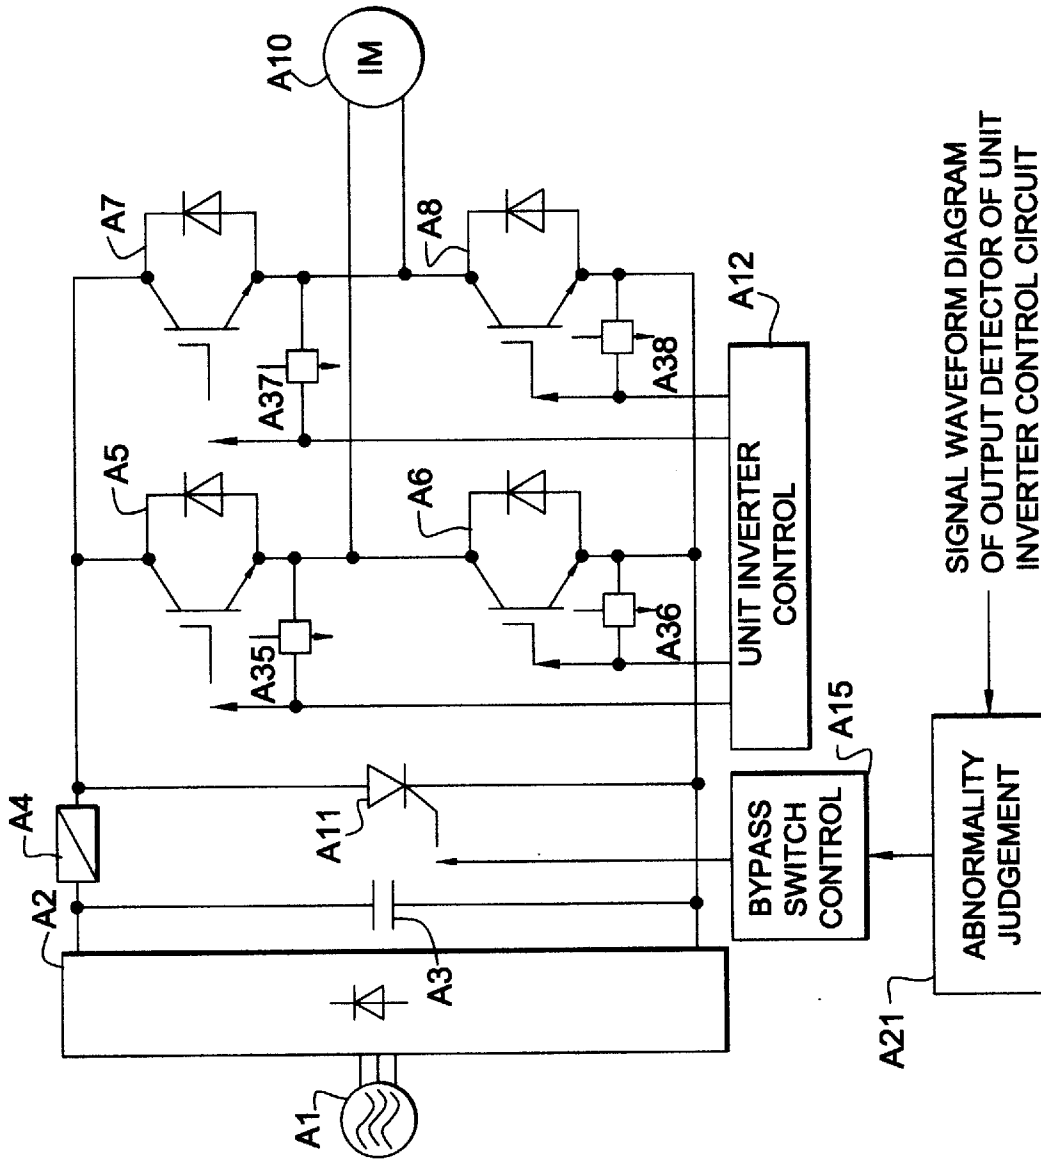 A1
A2
A3
A4
A11
A5
A35
A6
A36
A7
A37
A8
A38
A10
IM
UNIT INVERTER
CONTROL
A12
BYPASS
SWITCH
CONTROL
A15
ABNORMALITY
JUDGEMENT
A21
SIGNAL WAVEFORM DIAGRAM
OF OUTPUT DETECTOR OF UNIT
INVERTER CONTROL CIRCUIT